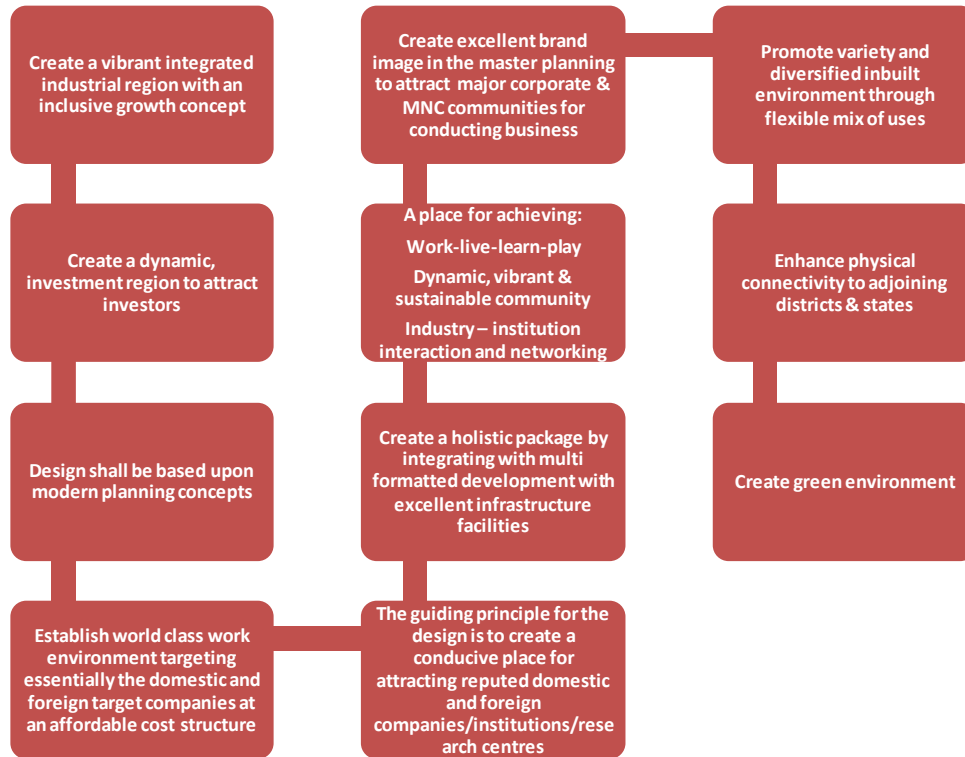 Create a vibrant integrated
industrial region with an
inclusive growth concept
Create a dynamic,
investment region to attract
investors
Design shall be based upon
modern planning concepts
Establish world class work
environment targeting
essentially the domestic and
foreign target companies at
an affordable cost structure
The guiding principle for the
design is to create a
conducive place for
attracting reputed domestic
and foreign
companies/institutions/rese
arch centres
Create a holistic package by
integrating with multi
formatted development with
excellent infrastructure
facilities
A place for achieving:
Work-live-learn-play
Dynamic, vibrant &
sustainable community
Industry – institution
interaction and networking
Create excellent brand
image in the master planning
to attract major corporate &
MNC communities for
conducting business
Promote variety and
diversified inbuilt
environment through
flexible mix of uses
Enhance physical
connectivity to adjoining
districts & states
Create green environment